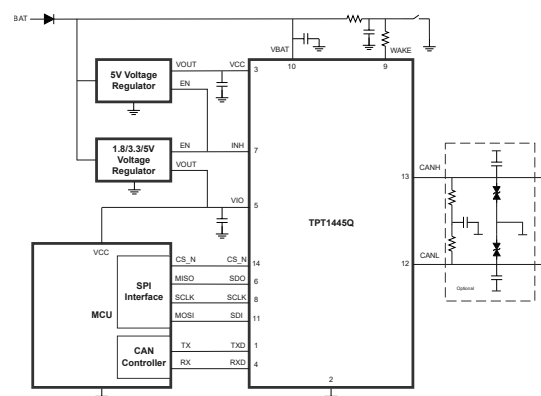 BAT
VBAT
WAKE
10
9
5V Voltage
Regulator
VOUT
VCC
3
EN
1.8/3.3/5V
Voltage
Regulator
EN
INH
7
VOUT
VIO
5
TPT1445Q
13
CANH
12
CANL
Optional
VCC
MCU
SPI
Interface
CS_N
CS_N
14
MISO
SDO
6
SCLK
SCLK
8
MOSI
SDI
11
CAN
Controller
TX
TXD
1
RX
RXD
4
2